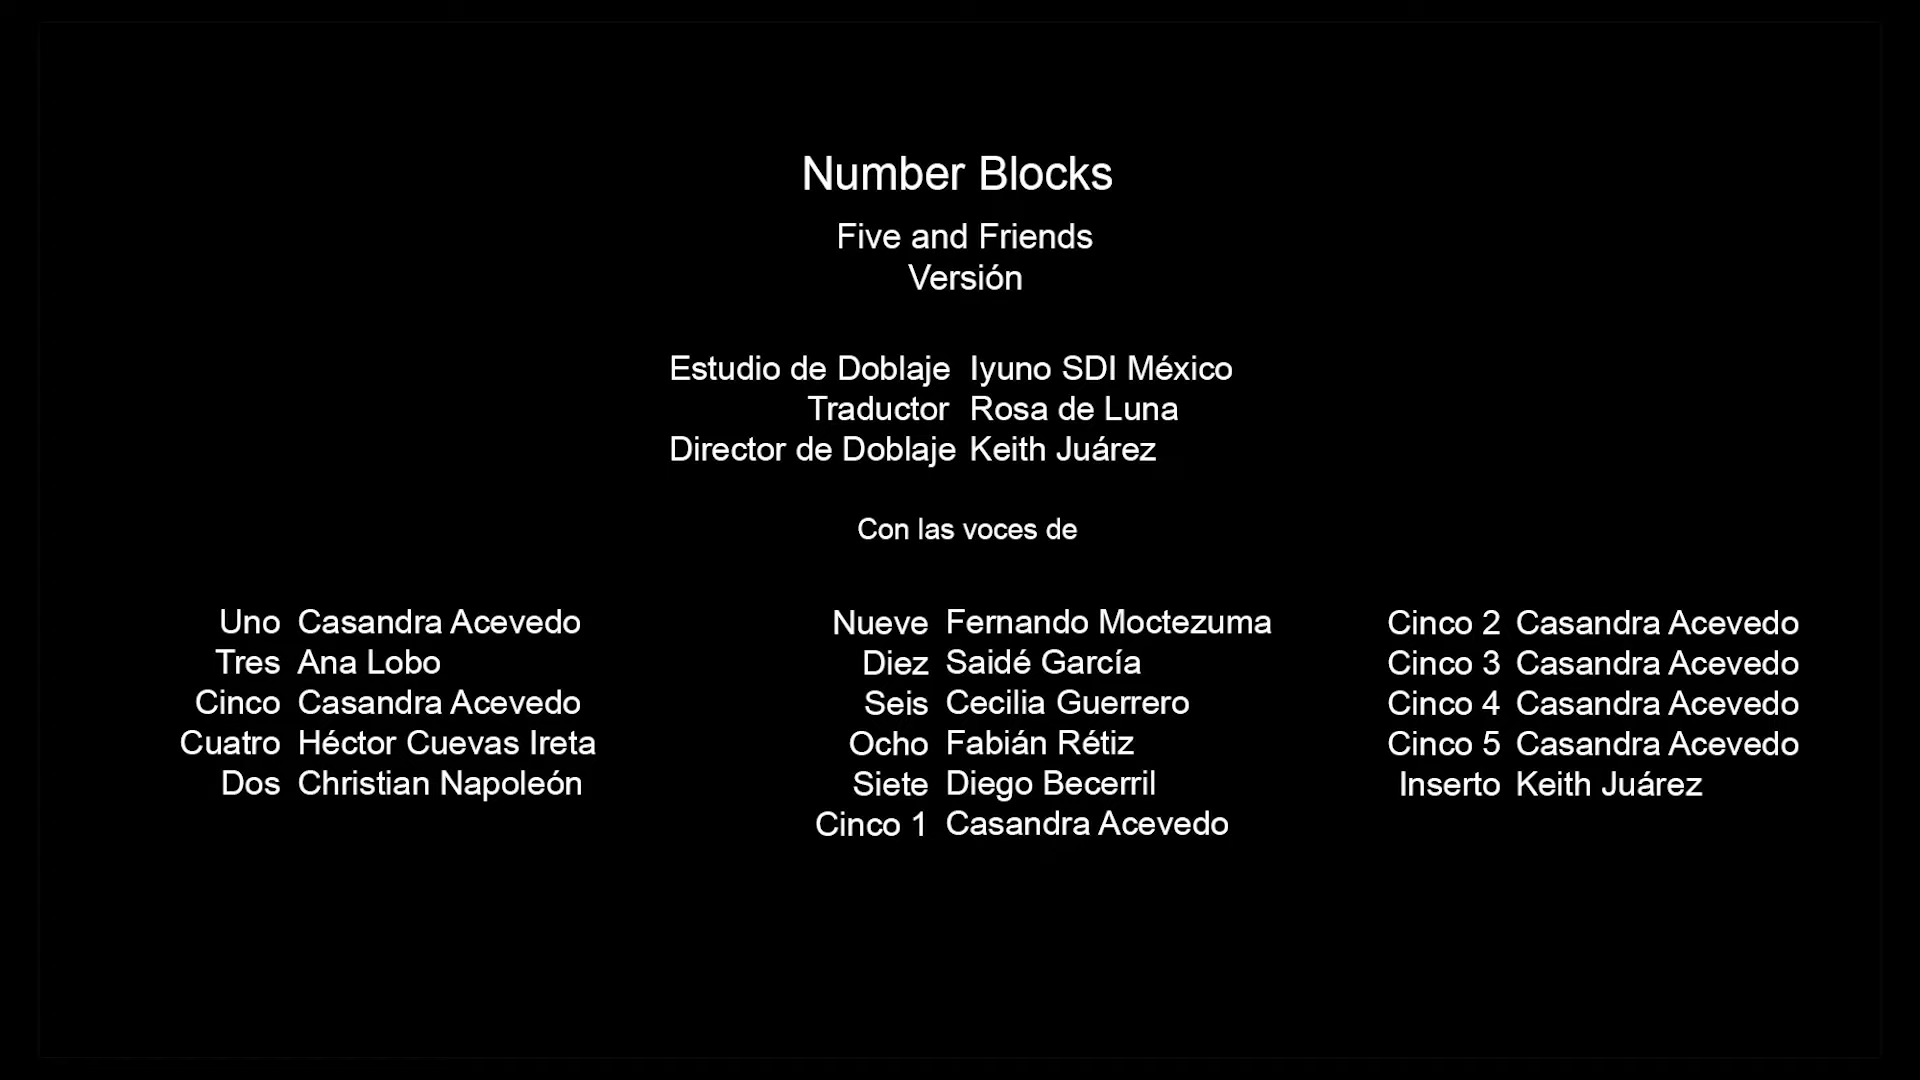 Number Blocks
Five and Friends
Versión
Estudio de Doblaje Iyuno SDI México
Traductor Rosa de Luna
Director de Doblaje Keith Juárez
Con las voces de
Uno Casandra Acevedo
Tres Ana Lobo
Cinco Casandra Acevedo
Cuatro Héctor Cuevas Ireta
Dos Christian Napoleón
Nueve Fernando Moctezuma
Diez Saidé García
Seis Cecilia Guerrero
Ocho Fabián Rétiz
Siete Diego Becerril
Cinco 1 Casandra Acevedo
Cinco 2 Casandra Acevedo
Cinco 3 Casandra Acevedo
Cinco 4 Casandra Acevedo
Cinco 5 Casandra Acevedo
Inserto Keith Juárez